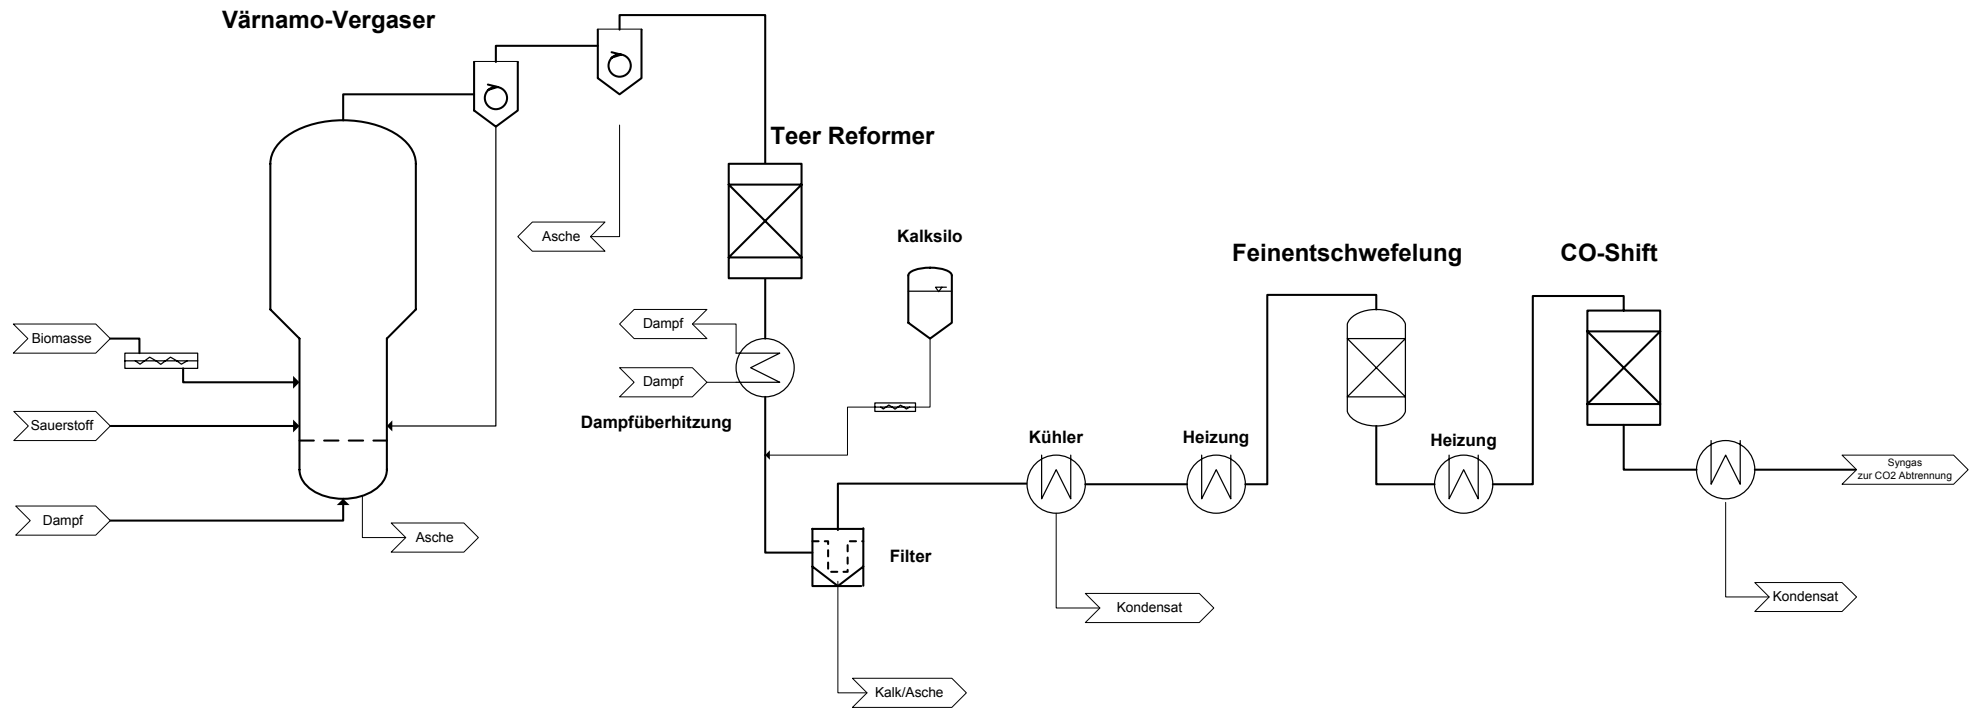 Värnamo-Vergaser
Teer Reformer
Asche
Kalksilo
Feinentschwefelung
CO-Shift
Biomasse
Dampf
Dampf
Sauerstoff
Dampfüberhitzung
Kühler
Heizung
Heizung
Syngas
zur CO2 Abtrennung
Dampf
Asche
Filter
Kondensat
Kondensat
Kalk/Asche